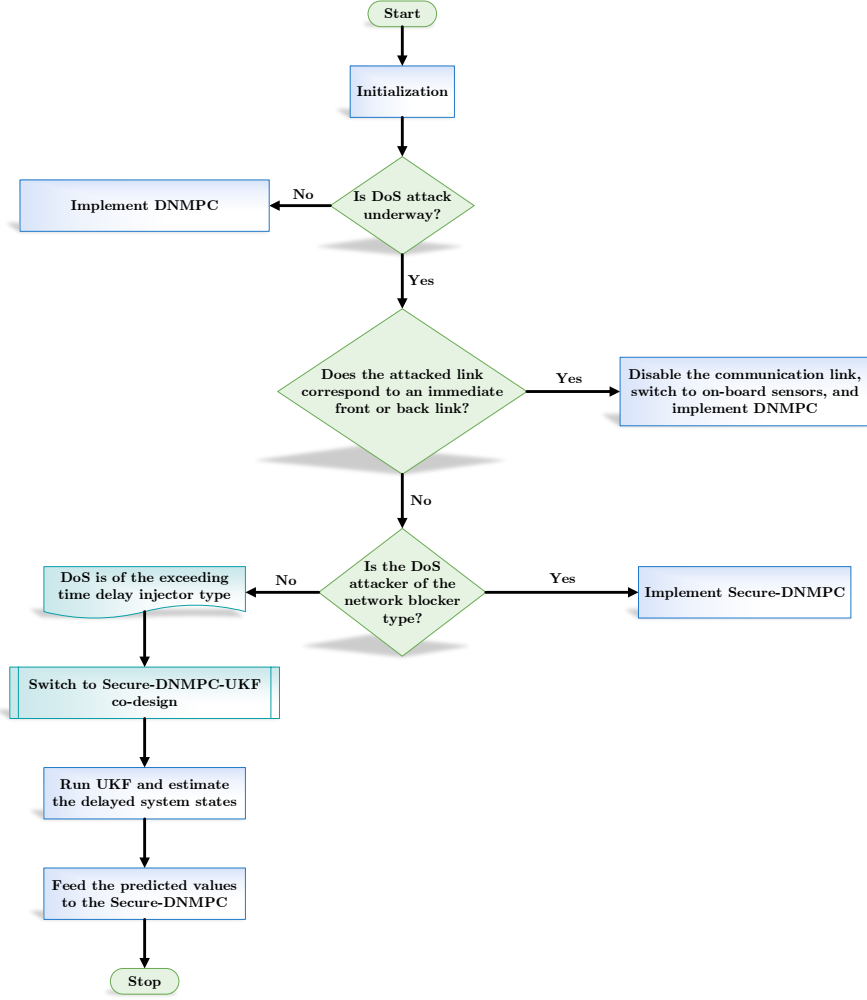 Start
Initialization
Is DoS attack
underway?
No
Implement DNMPC
Yes
Does the attacked link
correspond to an immediate
front or back link?
Yes
Disable the communication link,
switch to on-board sensors, and
implement DNMPC
No
Is the DoS
attacker of the
network blocker
type?
Yes
Implement Secure-DNMPC
No
DoS is of the exceeding
time delay injector type
Switch to Secure-DNMPC-UKF
co-design
Run UKF and estimate
the delayed system states
Feed the predicted values
to the Secure-DNMPC
Stop